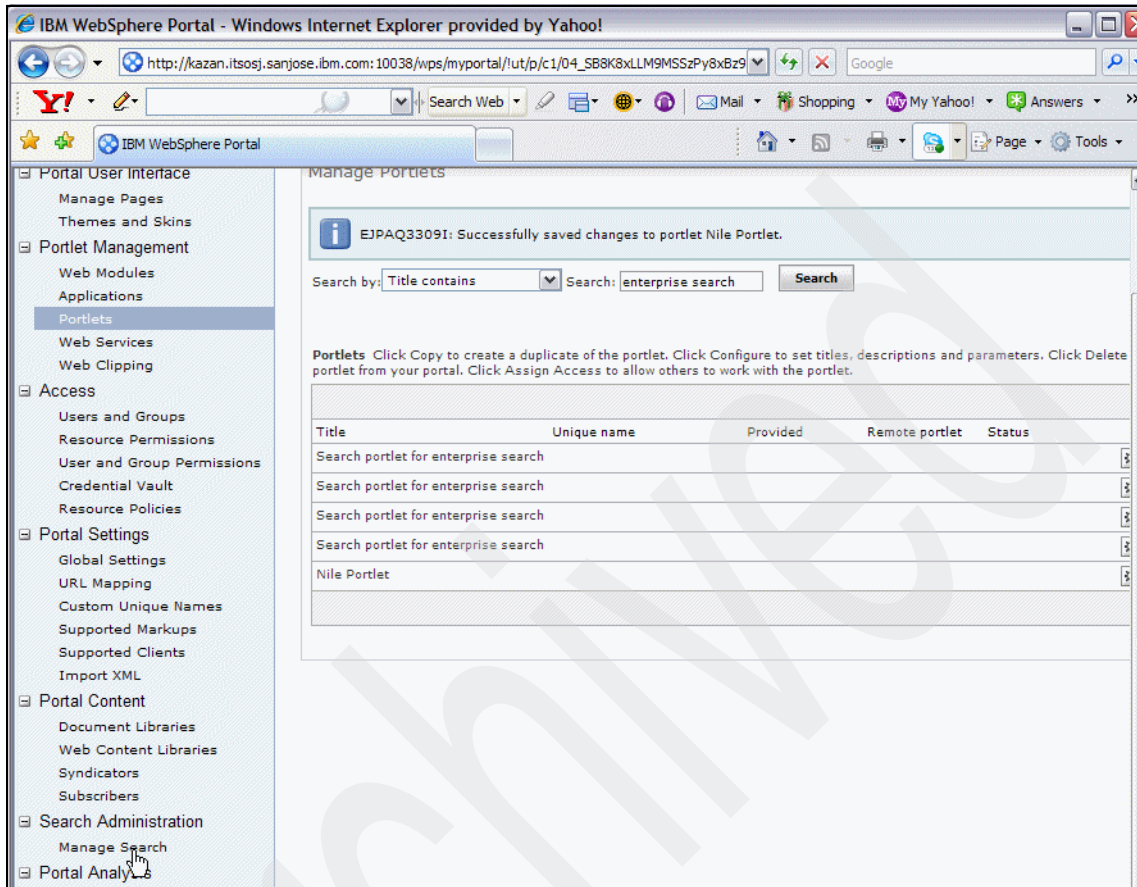 IBM WebSphere Portal - Windows Internet Explorer provided by Yahoo!
http://kazan.itsosj.sanjose.ibm.com:10038/wps/myportal/!ut/p/c1/04_SB8K8xLLM9MSSzPy8xBz9
Google
Y! Search Web Mail Shopping My Yahoo! Answers
IBM WebSphere Portal
Page Tools
Portal User Interface
Manage Pages
Themes and Skins
Portlet Management
Web Modules
Applications
Portlets
Web Services
Web Clipping
Access
Users and Groups
Resource Permissions
User and Group Permissions
Credential Vault
Resource Policies
Portal Settings
Global Settings
URL Mapping
Custom Unique Names
Supported Markups
Supported Clients
Import XML
Portal Content
Document Libraries
Web Content Libraries
Syndicators
Subscribers
Search Administration
Manage Search
Portal Analysis
Manage Portlets
EJPAQ3309I: Successfully saved changes to portlet Nile Portlet.
Search by: Title contains Search: enterprise search Search
Portlets Click Copy to create a duplicate of the portlet. Click Configure to set titles, descriptions and parameters. Click Delete
portlet from your portal. Click Assign Access to allow others to work with the portlet.
Title Unique name Provided Remote portlet Status
Search portlet for enterprise search
Search portlet for enterprise search
Search portlet for enterprise search
Search portlet for enterprise search
Nile Portlet
chived